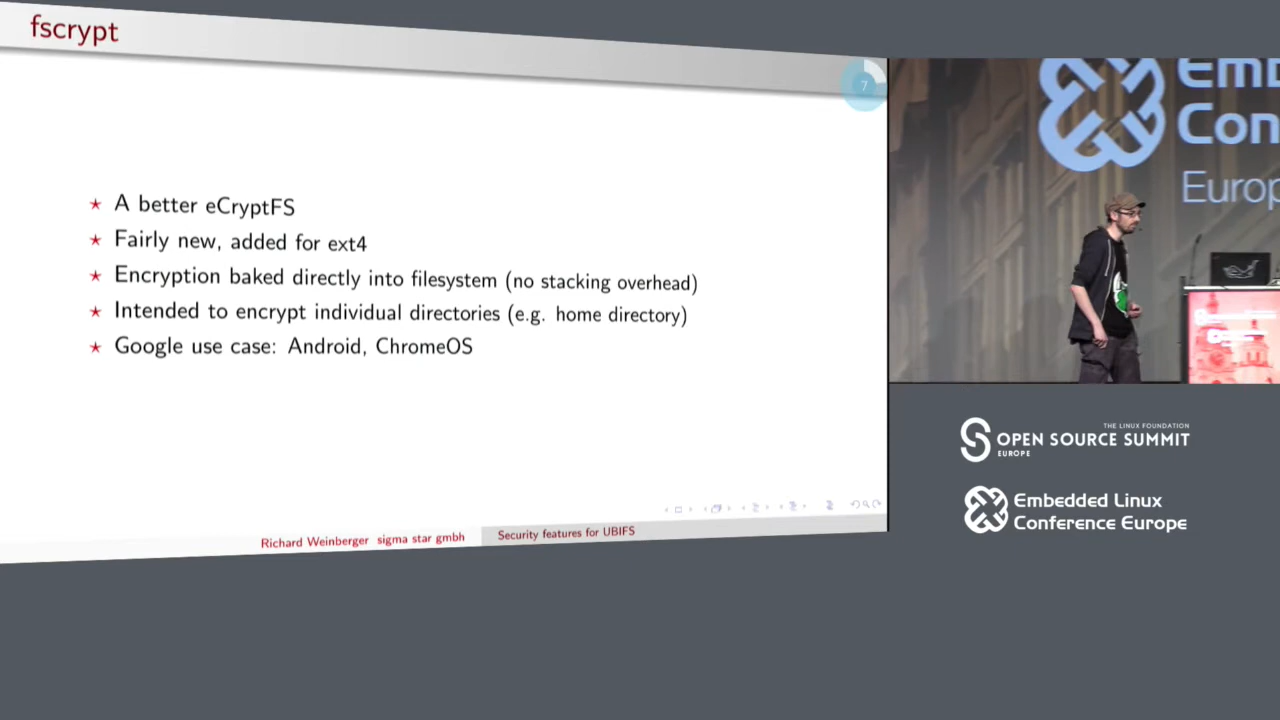 fscrypt
7
★ A better eCryptFS
★ Fairly new, added for ext4
★ Encryption baked directly into filesystem (no stacking overhead)
★ Intended to encrypt individual directories (e.g. home directory)
★ Google use case: Android, ChromeOS
Richard Weinberger sigma star gmbh
Security features for UBIFS
Emb
Con
Europ
THE LINUX FOUNDATION
OPEN SOURCE SUMMIT
EUROPE
Embedded Linux
Conference Europe